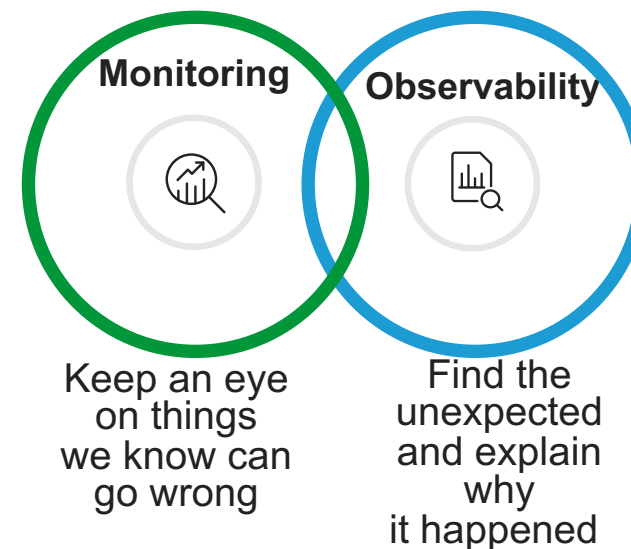 Monitoring
Observability
Keep an eye
on things
we know can
go wrong
Find the
unexpected
and explain
why
it happened